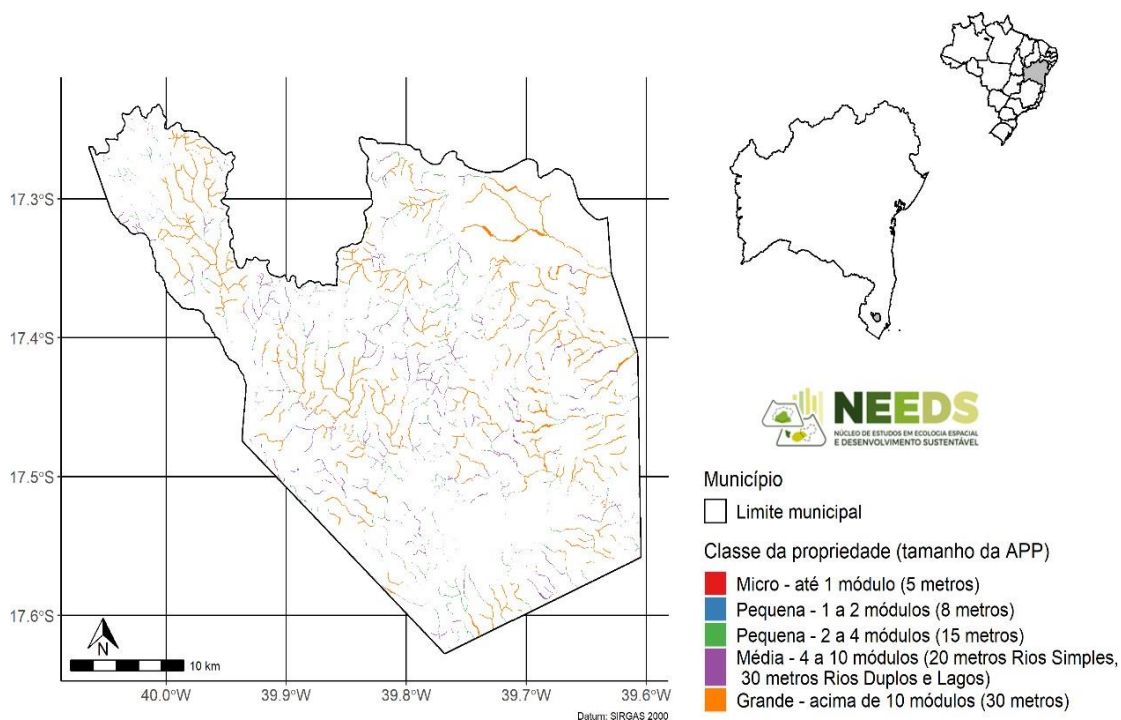 17.3°S
17.4°S
17.5°S
17.6°S
40.0°W
39.9°W
39.8°W
39.7°W
39.6°W
N
10 km
Datum: SIRGAS 2000
NEEDS
NÚCLEO DE ESTUDOS EM ECOLOGIA ESPACIAL
E DESENVOLVIMENTO SUSTENTÁVEL
Município
Limite municipal
Classe da propriedade (tamanho da APP)
Micro - até 1 módulo (5 metros)
Pequena - 1 a 2 módulos (8 metros)
Pequena - 2 a 4 módulos (15 metros)
Média - 4 a 10 módulos (20 metros Rios Simples,
30 metros Rios Duplos e Lagos)
Grande - acima de 10 módulos (30 metros)